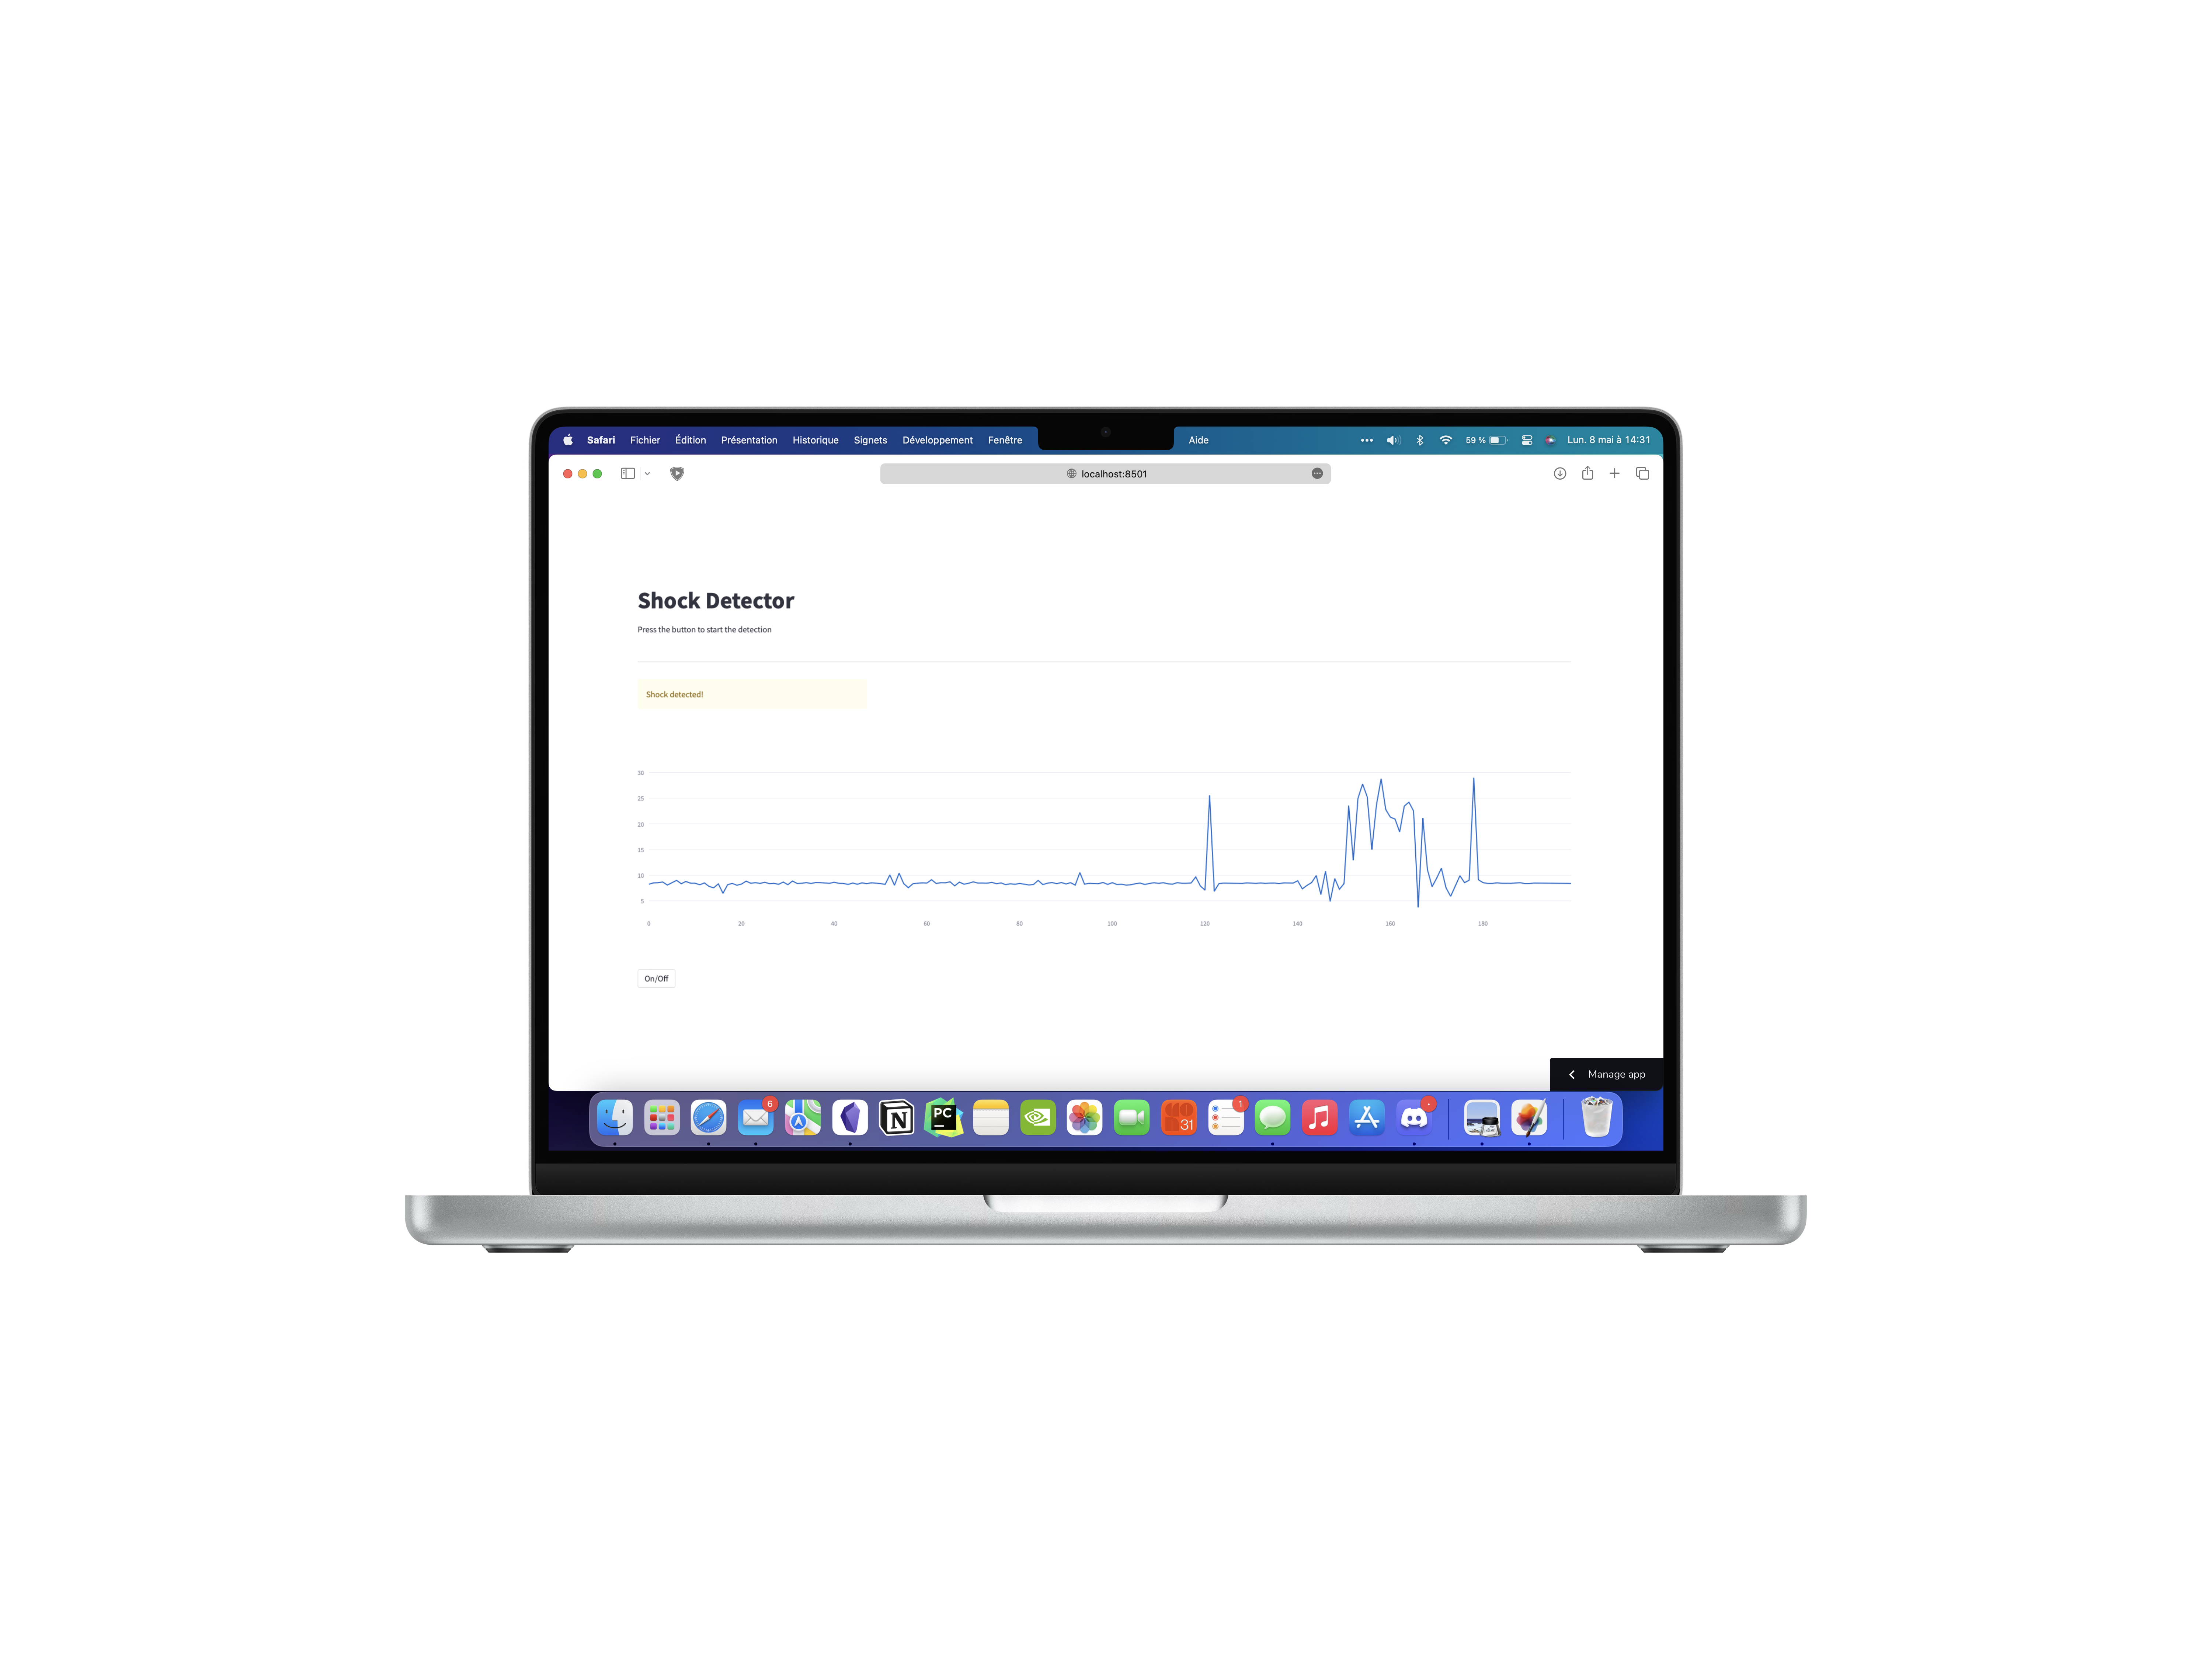 Safari Fichier Édition Présentation Historique Signets Développement Fenêtre Aide 59 % Lun. 8 mai à 14:31
localhost:8501
Shock Detector
Press the button to start the detection
Shock detected!
30
25
20
15
10
5
0 20 40 60 80 100 120 140 160 180
On/Off
Manage app
6
N
PC
31
1